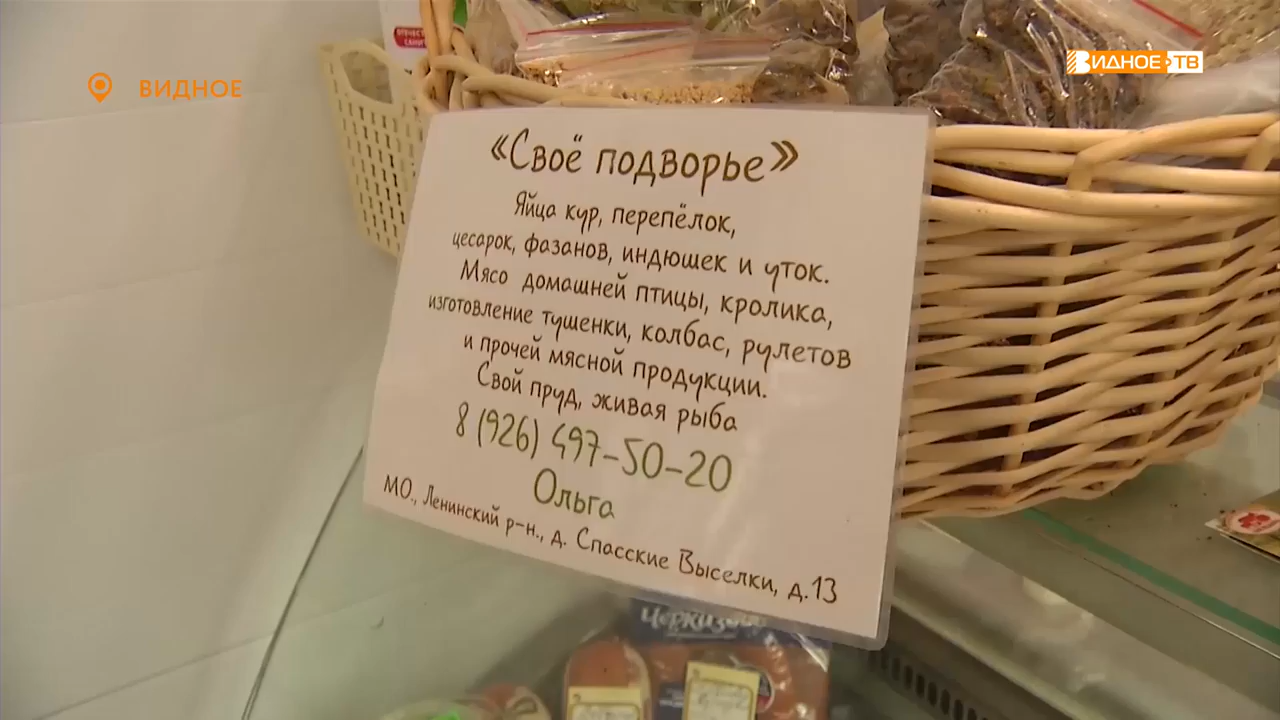 ВИДНОЕ
ВИДНОЕ ТВ
«Своё подворье»
Яйца кур, перепёлок,
цесарок, фазанов, индюшек и уток.
Мясо домашней птицы, кролика,
изготовление тушенки, колбас, рулетов
и прочей мясной продукции.
Свой пруд, живая рыба
8 (926) 497-50-20
Ольга
МО., Ленинский р-н., д. Спасские Выселки, д.13